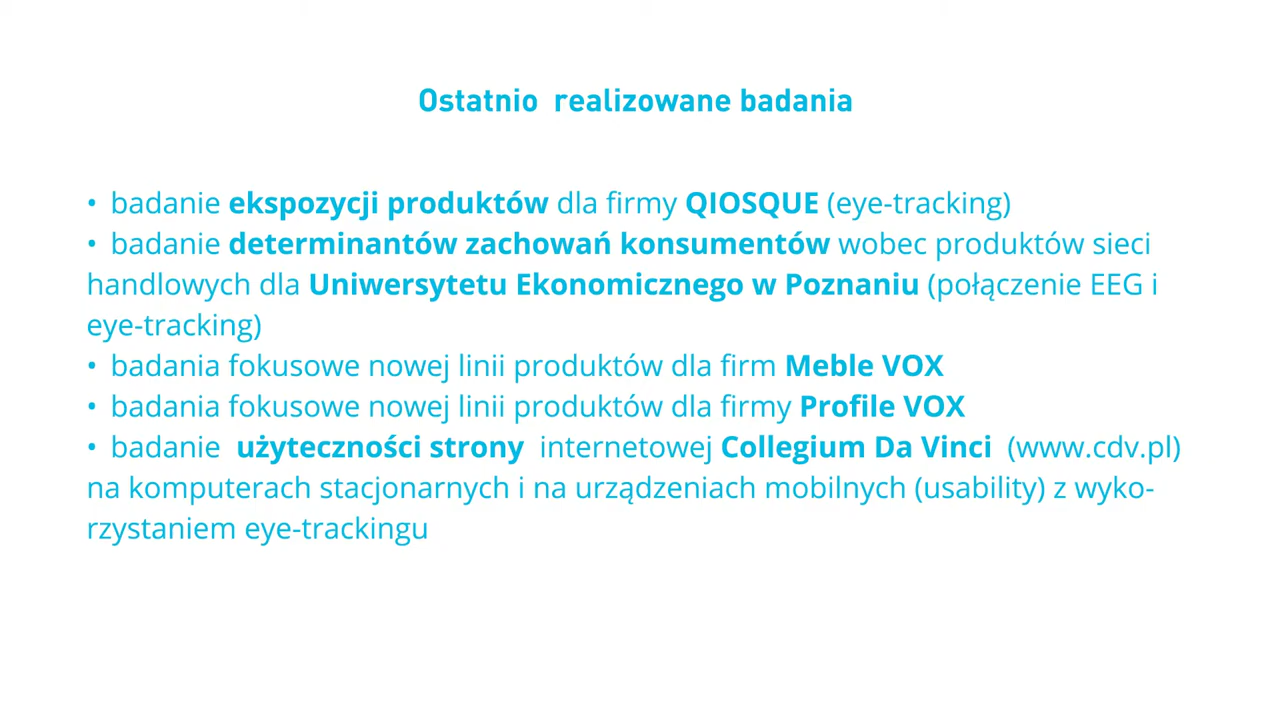 Ostatnio  realizowane badania
• badanie ekspozycji produktów dla firmy QIOSQUE (eye-tracking)
• badanie determinantów zachowań konsumentów wobec produktów sieci
handlowych dla Uniwersytetu Ekonomicznego w Poznaniu (połączenie EEG i
eye-tracking)
• badania fokusowe nowej linii produktów dla firm Meble VOX
• badania fokusowe nowej linii produktów dla firmy Profile VOX
• badanie  użyteczności strony  internetowej Collegium Da Vinci  (www.cdv.pl)
na komputerach stacjonarnych i na urządzeniach mobilnych (usability) z wyko-
rzystaniem eye-trackingu